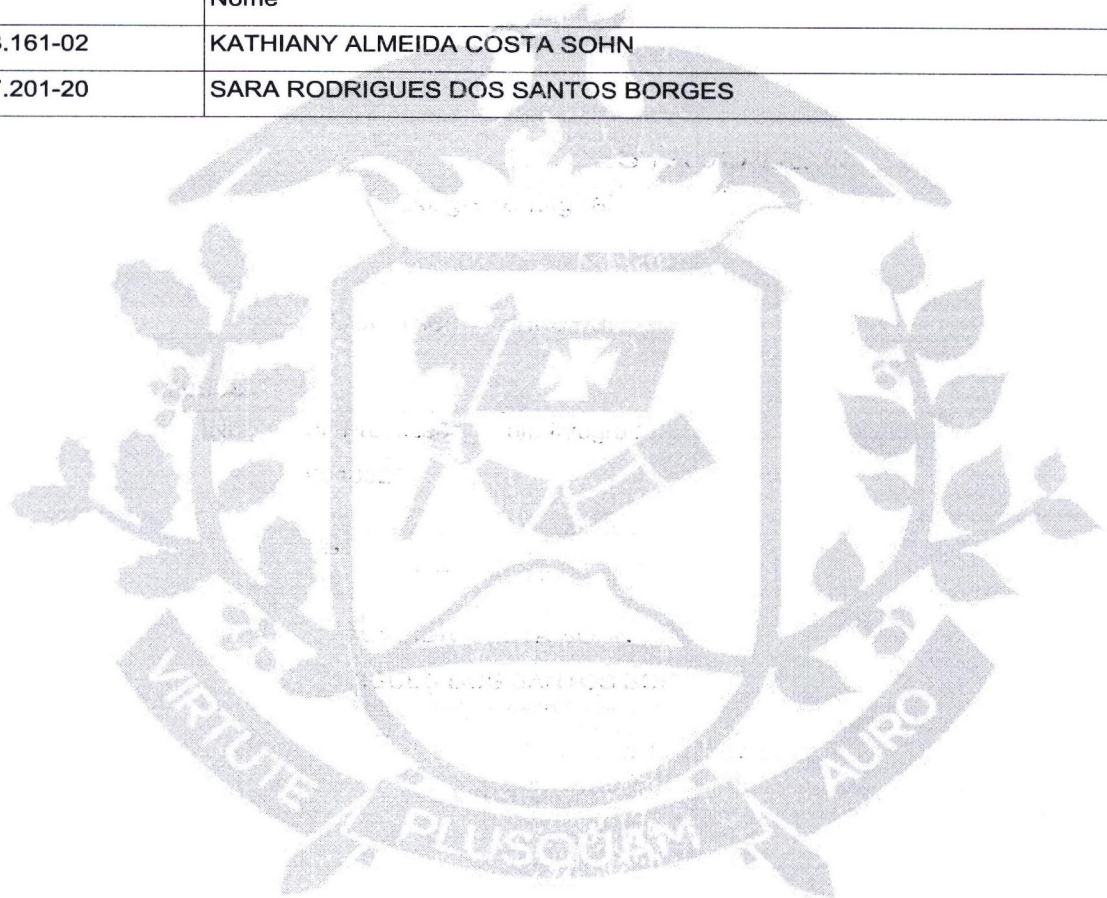 Nome
.161-02 KATHIANY ALMEIDA COSTA SOHN
.201-20 SARA RODRIGUES DOS SANTOS BORGES
VIRTUTE PLUSQUAM AURO